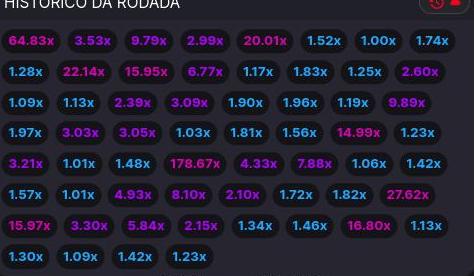 HISTÓRICO DA RODADA
64.83x 3.53x 9.79x 2.99x 20.01x 1.52x 1.00x 1.74x
1.28x 22.14x 15.95x 6.77x 1.17x 1.83x 1.25x 2.60x
1.09x 1.13x 2.39x 3.09x 1.90x 1.96x 1.19x 9.89x
1.97x 3.03x 3.05x 1.03x 1.81x 1.56x 14.99x 1.23x
3.21x 1.01x 1.48x 178.67x 4.33x 7.88x 1.06x 1.42x
1.57x 1.01x 4.93x 8.10x 2.10x 1.72x 1.82x 27.62x
15.97x 3.30x 5.84x 2.15x 1.34x 1.46x 16.80x 1.13x
1.30x 1.09x 1.42x 1.23x